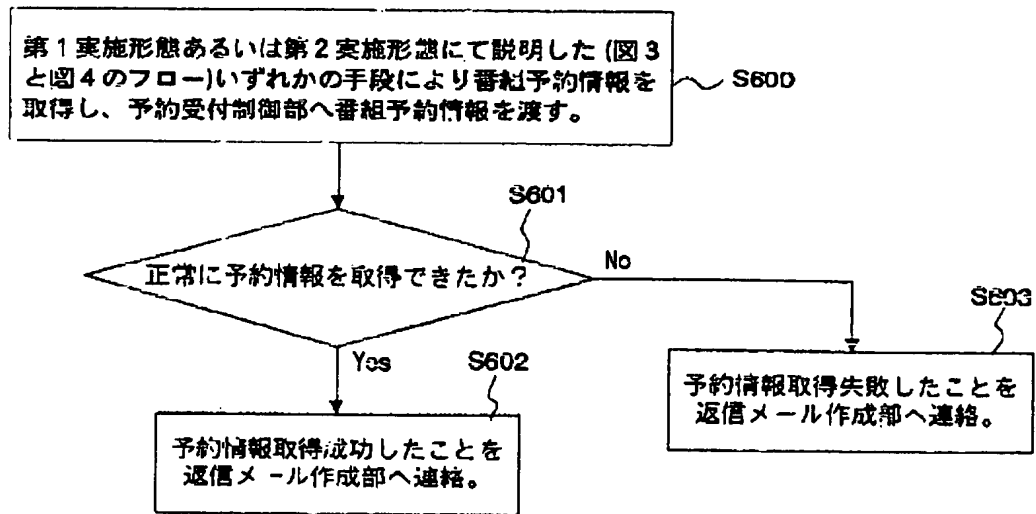 第1実施形態あるいは第2実施形態にて説明した(図3
と図4のフロー)いずれかの手段により番組予約情報を
取得し、予約受付制御部へ番組予約情報を渡す。
S600
S601
正常に予約情報を取得できたか?
No
Yes
S602
S603
予約情報取得失敗したことを
返信メール作成部へ連絡。
予約情報取得成功したことを
返信メール作成部へ連絡。